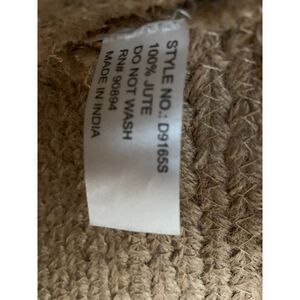 STYLE NO.: D9165S
100% JUTE
DO NOT WASH
RN# 90894
MADE IN INDIA